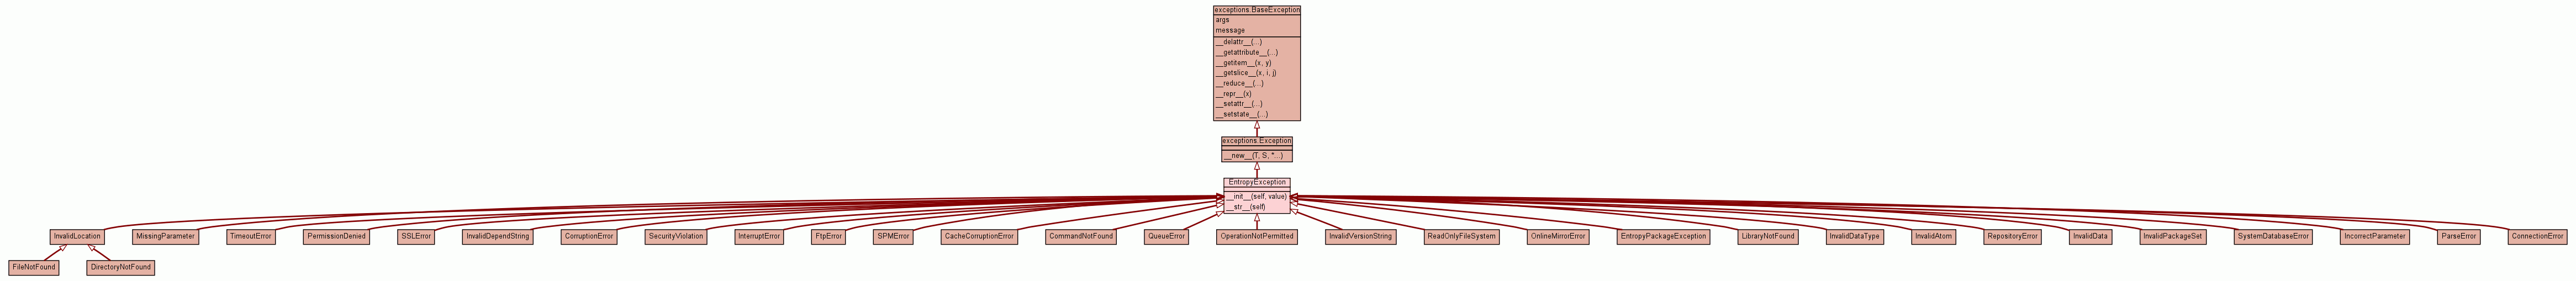 exceptions.BaseException
args
message
__delattr__(...)
__getattribute__(...)
__getitem__(x, y)
__getslice__(x, i, j)
__reduce__(...)
__repr__(x)
__setattr__(...)
__setstate__(...)
exceptions.Exception
__new__(T, S, *...)
EntropyException
__init__(self, value)
__str__(self)
InvalidLocation
MissingParameter
TimeoutError
PermissionDenied
SSLError
InvalidDependString
CorruptionError
SecurityViolation
InterruptError
FtpError
SPMError
CacheCorruptionError
CommandNotFound
QueueError
OperationNotPermitted
InvalidVersionString
ReadOnlyFileSystem
OnlineMirrorError
EntropyPackageException
LibraryNotFound
InvalidDataType
InvalidAtom
RepositoryError
InvalidData
InvalidPackageSet
SystemDatabaseError
IncorrectParameter
ParseError
ConnectionError
FileNotFound
DirectoryNotFound